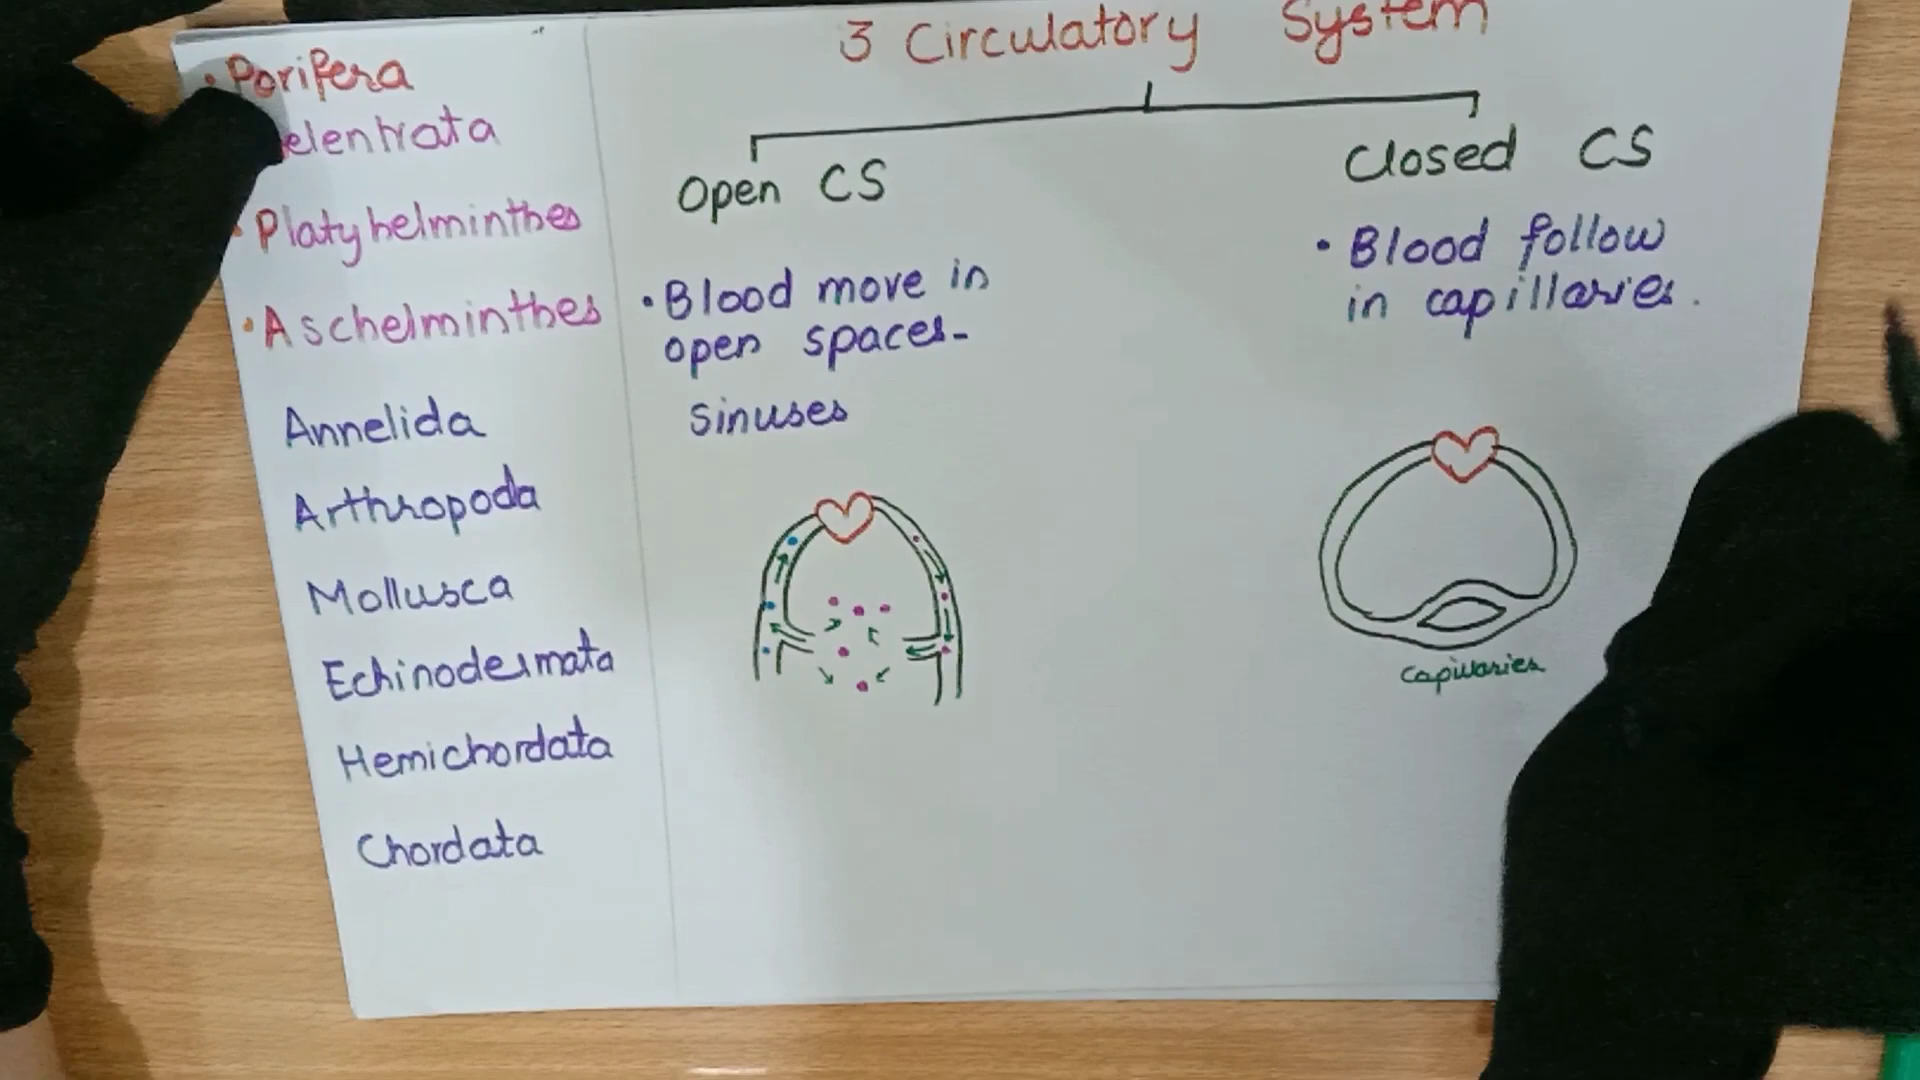 3 Circulatory System
Porifera
elentrata
Platyhelminthes
Aschelminthes
Annelida
Arthropoda
Mollusca
Echinodermata
Hemichordata
Chordata
Open CS
• Blood move in
open spaces-
sinuses
Closed CS
• Blood follow
in capillaries.
capillaries